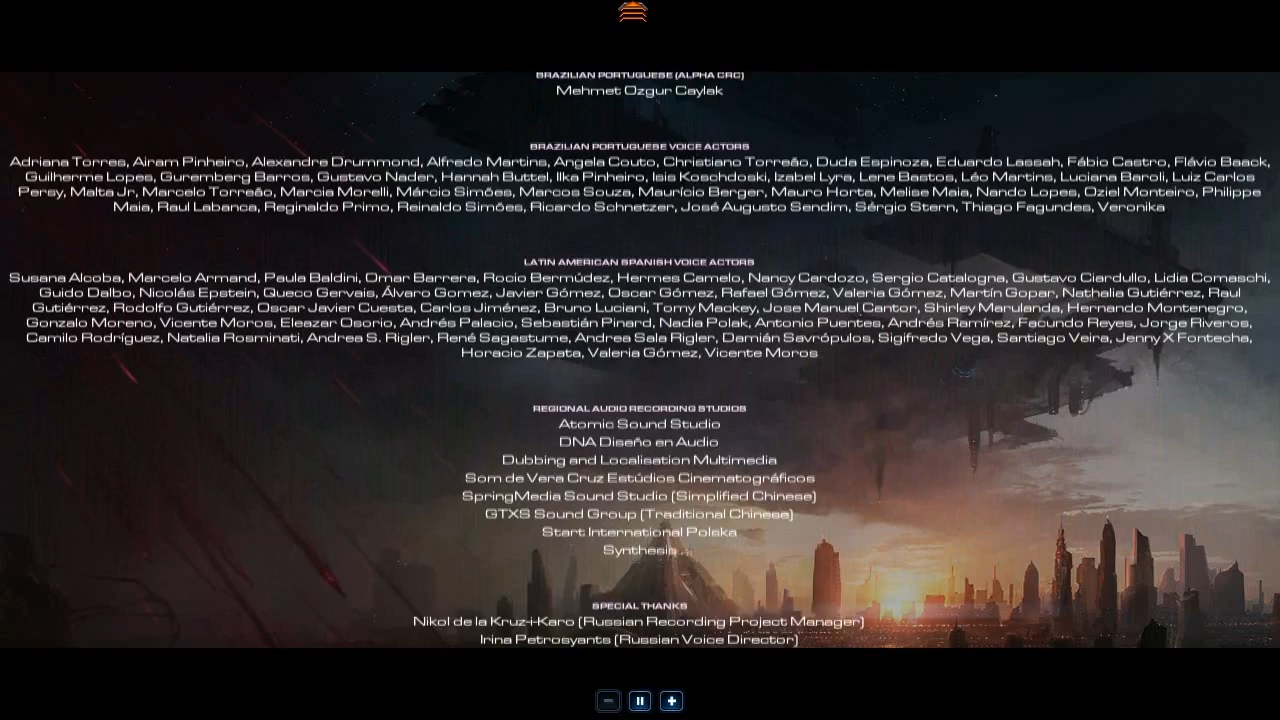 BRAZILIAN PORTUGUESE (ALPHA CRC)
Mehmet Ozgur Caylak
BRAZILIAN PORTUGUESE VOICE ACTORS
Adriana Torres, Airam Pinheiro, Alexandre Drummond, Alfredo Martins, Angela Couto, Christiano Torreão, Duda Espinoza, Eduardo Lassah, Fábio Castro, Flávio Baack,
Guilherme Lopes, Guremberg Barros, Gustavo Nader, Hannah Buttel, Ilka Pinheiro, Isis Koschdoski, Izabel Lyra, Lene Bastos, Léo Martins, Luciana Baroli, Luiz Carlos
Persy, Malta Jr, Marcelo Torreão, Marcia Morelli, Márcio Simões, Marcos Souza, Maurício Berger, Mauro Horta, Melise Maia, Nando Lopes, Oziel Monteiro, Philippe
Maia, Raul Labanca, Reginaldo Primo, Reinaldo Simões, Ricardo Schnetzer, José Augusto Sendim, Sérgio Stern, Thiago Fagundes, Veronika
LATIN AMERICAN SPANISH VOICE ACTORS
Susana Alcoba, Marcelo Armand, Paula Baldini, Omar Barrera, Rocio Bermúdez, Hermes Camelo, Nancy Cardozo, Sergio Catalogna, Gustavo Ciardullo, Lidia Comaschi,
Guido Dalbo, Nicolás Epstein, Queco Gervais, Álvaro Gomez, Javier Gómez, Oscar Gómez, Rafael Gómez, Valeria Gómez, Martín Gopar, Nathalia Gutiérrez, Raul
Gutiérrez, Rodolfo Gutiérrez, Oscar Javier Cuesta, Carlos Jiménez, Bruno Luciani, Tomy Mackey, Jose Manuel Cantor, Shirley Marulanda, Hernando Montenegro,
Gonzalo Moreno, Vicente Moros, Eleazar Osorio, Andrés Palacio, Sebastián Pinard, Nadia Polak, Antonio Puentes, Andrés Ramírez, Facundo Reyes, Jorge Riveros,
Camilo Rodríguez, Natalia Rosminati, Andrea S. Rigler, René Sagastume, Andrea Sala Rigler, Damián Savrópulos, Sigifredo Vega, Santiago Veira, Jenny X Fontecha,
Horacio Zapata, Valeria Gómez, Vicente Moros
REGIONAL AUDIO RECORDING STUDIOS
Atomic Sound Studio
DNA Diseño en Audio
Dubbing and Localisation Multimedia
Som de Vera Cruz Estúdios Cinematográficos
SpringMedia Sound Studio (Simplified Chinese)
GTXS Sound Group (Traditional Chinese)
Start International Polska
Synthesis
SPECIAL THANKS
Nikol de la Kruz-i-Karo (Russian Recording Project Manager)
Irina Petrosyants (Russian Voice Director)